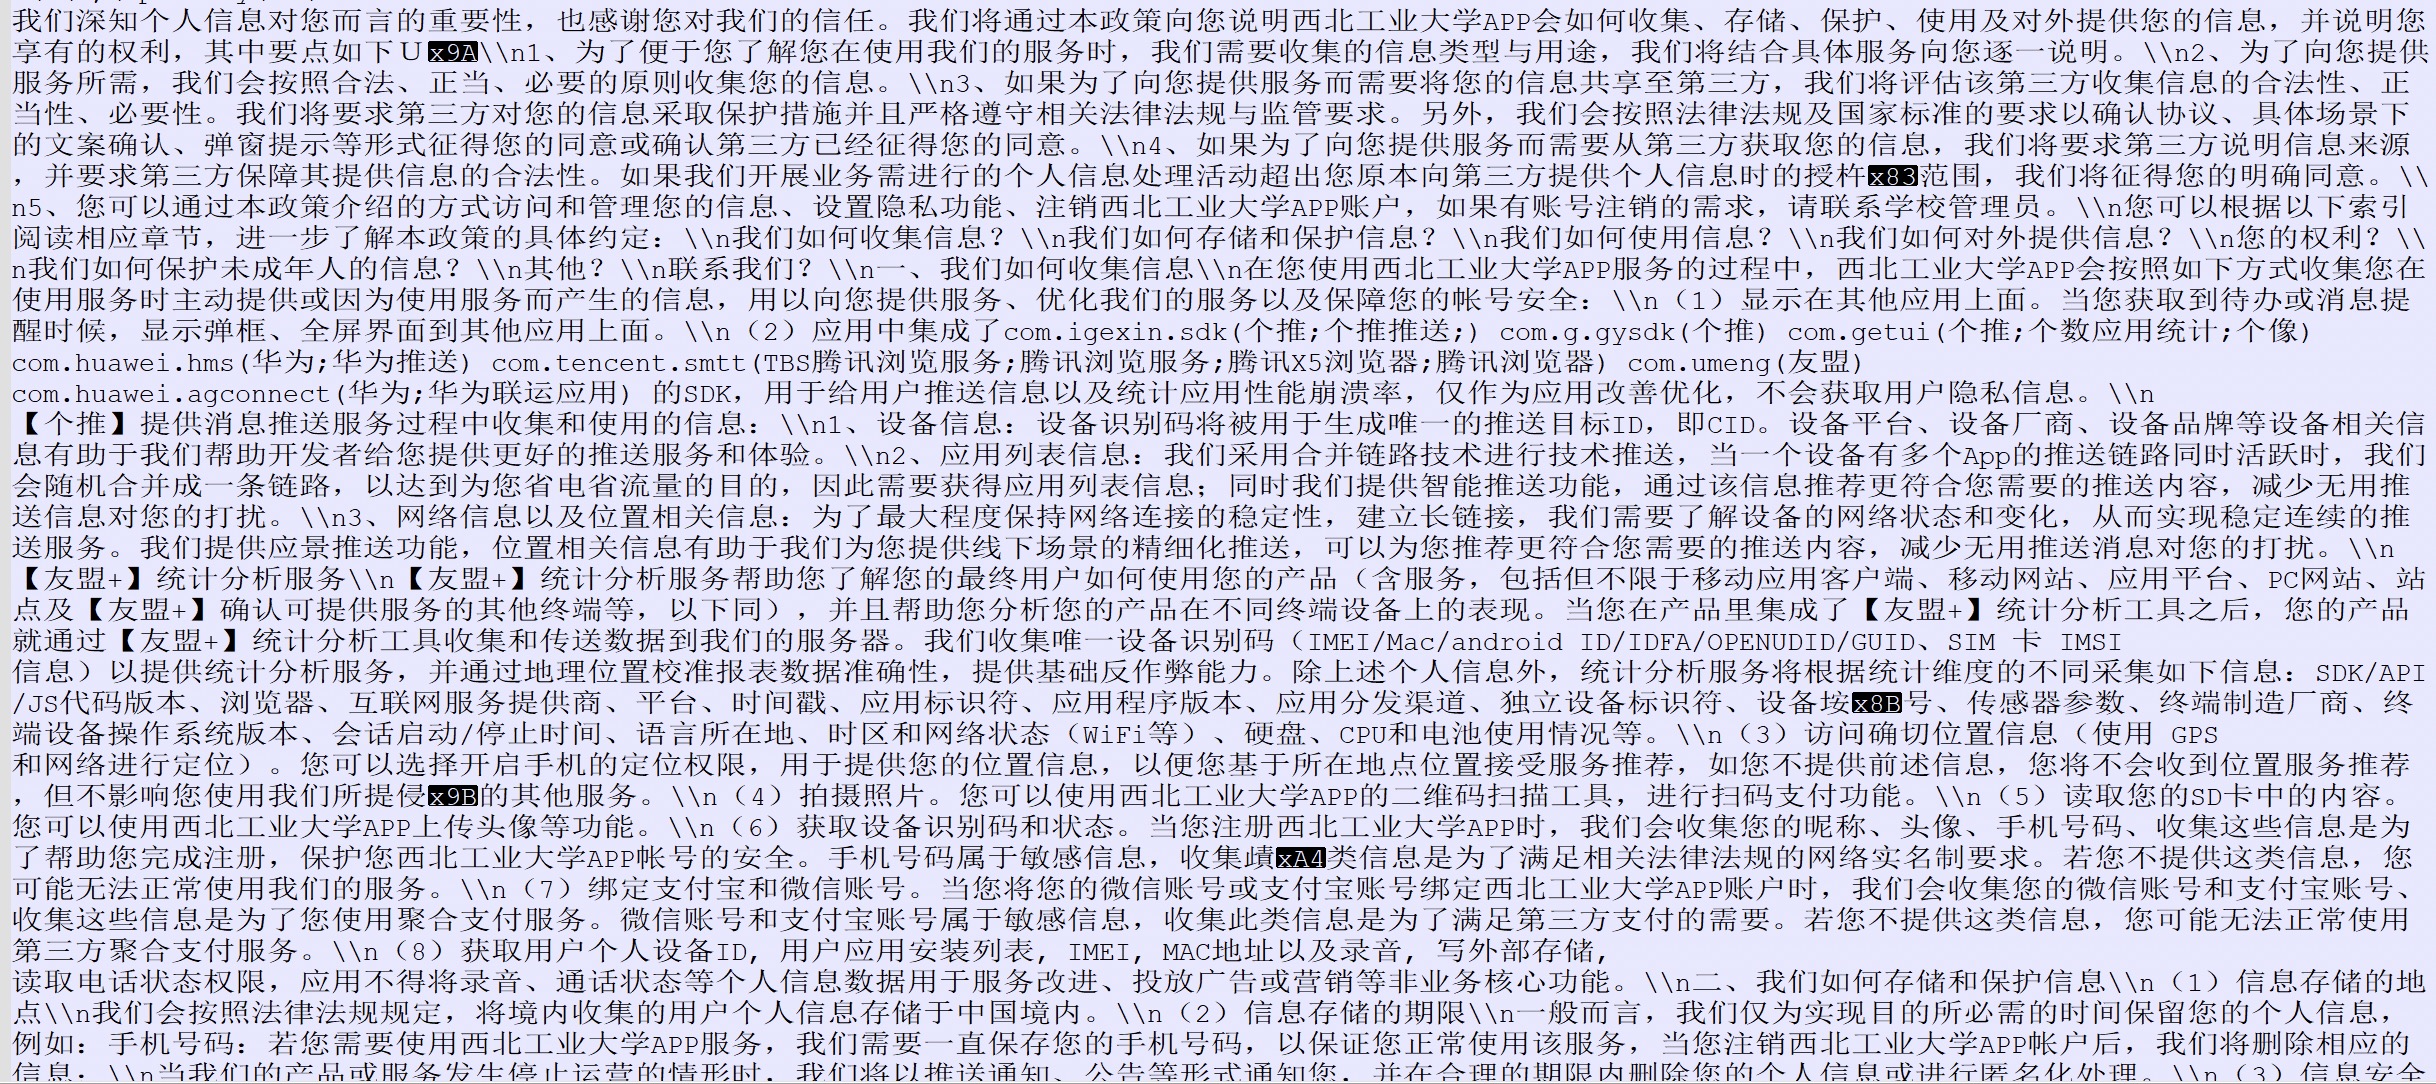 我们深知个人信息对您而言的重要性，也感谢您对我们的信任。我们将通过本政策向您说明西北工业大学APP会如何收集、存储、保护、使用及对外提供您的信息，并说明您
享有的权利，其中要点如下Ux9A\\n1、为了便于您了解您在使用我们的服务时，我们需要收集的信息类型与用途，我们将结合具体服务向您逐一说明。\\n2、为了向您提供
服务所需，我们会按照合法、正当、必要的原则收集您的信息。\\n3、如果为了向您提供服务而需要将您的信息共享至第三方，我们将评估该第三方收集信息的合法性、正
当性、必要性。我们将要求第三方对您的信息采取保护措施并且严格遵守相关法律法规与监管要求。另外，我们会按照法律法规及国家标准的要求以确认协议、具体场景下
的文案确认、弹窗提示等形式征得您的同意或确认第三方已经征得您的同意。\\n4、如果为了向您提供服务而需要从第三方获取您的信息，我们将要求第三方说明信息来源
，并要求第三方保障其提供信息的合法性。如果我们开展业务需进行的个人信息处理活动超出您原本向第三方提供个人信息时的授杵x83范围，我们将征得您的明确同意。\\
n5、您可以通过本政策介绍的方式访问和管理您的信息、设置隐私功能、注销西北工业大学APP账户，如果有账号注销的需求，请联系学校管理员。\\n您可以根据以下索引
阅读相应章节，进一步了解本政策的具体约定：\\n我们如何收集信息？\\n我们如何存储和保护信息？\\n我们如何使用信息？\\n我们如何对外提供信息？\\n您的权利？\\
n我们如何保护未成年人的信息？\\n其他？\\n联系我们？\\n一、我们如何收集信息\\n在您使用西北工业大学APP服务的过程中，西北工业大学APP会按照如下方式收集您在
使用服务时主动提供或因为使用服务而产生的信息，用以向您提供服务、优化我们的服务以及保障您的帐号安全：\\n（1）显示在其他应用上面。当您获取到待办或消息提
醒时候，显示弹框、全屏界面到其他应用上面。\\n（2）应用中集成了com.igexin.sdk(个推;个推推送;) com.g.gysdk(个推) com.getui(个推;个数应用统计;个像)
com.huawei.hms(华为;华为推送) com.tencent.smtt(TBS腾讯浏览服务;腾讯浏览服务;腾讯X5浏览器;腾讯浏览器) com.umeng(友盟)
com.huawei.agconnect(华为;华为联运应用) 的SDK，用于给用户推送信息以及统计应用性能崩溃率，仅作为应用改善优化，不会获取用户隐私信息。\\n
【个推】提供消息推送服务过程中收集和使用的信息：\\n1、设备信息：设备识别码将被用于生成唯一的推送目标ID，即CID。设备平台、设备厂商、设备品牌等设备相关信
息有助于我们帮助开发者给您提供更好的推送服务和体验。\\n2、应用列表信息：我们采用合并链路技术进行技术推送，当一个设备有多个App的推送链路同时活跃时，我们
会随机合并成一条链路，以达到为您省电省流量的目的，因此需要获得应用列表信息；同时我们提供智能推送功能，通过该信息推荐更符合您需要的推送内容，减少无用推
送信息对您的打扰。\\n3、网络信息以及位置相关信息：为了最大程度保持网络连接的稳定性，建立长链接，我们需要了解设备的网络状态和变化，从而实现稳定连续的推
送服务。我们提供应景推送功能，位置相关信息有助于我们为您提供线下场景的精细化推送，可以为您推荐更符合您需要的推送内容，减少无用推送消息对您的打扰。\\n
【友盟+】统计分析服务\\n【友盟+】统计分析服务帮助您了解您的最终用户如何使用您的产品（含服务，包括但不限于移动应用客户端、移动网站、应用平台、PC网站、站
点及【友盟+】确认可提供服务的其他终端等，以下同），并且帮助您分析您的产品在不同终端设备上的表现。当您在产品里集成了【友盟+】统计分析工具之后，您的产品
就通过【友盟+】统计分析工具收集和传送数据到我们的服务器。我们收集唯一设备识别码（IMEI/Mac/android ID/IDFA/OPENUDID/GUID、SIM 卡 IMSI
信息）以提供统计分析服务，并通过地理位置校准报表数据准确性，提供基础反作弊能力。除上述个人信息外，统计分析服务将根据统计维度的不同采集如下信息：SDK/API
/JS代码版本、浏览器、互联网服务提供商、平台、时间戳、应用标识符、应用程序版本、应用分发渠道、独立设备标识符、设备垵x8B号、传感器参数、终端制造厂商、终
端设备操作系统版本、会话启动/停止时间、语言所在地、时区和网络状态（WiFi等）、硬盘、CPU和电池使用情况等。\\n（3）访问确切位置信息（使用 GPS
和网络进行定位）。您可以选择开启手机的定位权限，用于提供您的位置信息，以便您基于所在地点位置接受服务推荐，如您不提供前述信息，您将不会收到位置服务推荐
，但不影响您使用我们所提侵x9B的其他服务。\\n（4）拍摄照片。您可以使用西北工业大学APP的二维码扫描工具，进行扫码支付功能。\\n（5）读取您的SD卡中的内容。
您可以使用西北工业大学APP上传头像等功能。\\n（6）获取设备识别码和状态。当您注册西北工业大学APP时，我们会收集您的昵称、头像、手机号码、收集这些信息是为
了帮助您完成注册，保护您西北工业大学APP帐号的安全。手机号码属于敏感信息，收集蹟xA4类信息是为了满足相关法律法规的网络实名制要求。若您不提供这类信息，您
可能无法正常使用我们的服务。\\n（7）绑定支付宝和微信账号。当您将您的微信账号或支付宝账号绑定西北工业大学APP账户时，我们会收集您的微信账号和支付宝账号、
收集这些信息是为了您使用聚合支付服务。微信账号和支付宝账号属于敏感信息，收集此类信息是为了满足第三方支付的需要。若您不提供这类信息，您可能无法正常使用
第三方聚合支付服务。\\n（8）获取用户个人设备ID, 用户应用安装列表, IMEI, MAC地址以及录音, 写外部存储,
读取电话状态权限，应用不得将录音、通话状态等个人信息数据用于服务改进、投放广告或营销等非业务核心功能。\\n二、我们如何存储和保护信息\\n（1）信息存储的地
点\\n我们会按照法律法规规定，将境内收集的用户个人信息存储于中国境内。\\n（2）信息存储的期限\\n一般而言，我们仅为实现目的所必需的时间保留您的个人信息，
例如：手机号码：若您需要使用西北工业大学APP服务，我们需要一直保存您的手机号码，以保证您正常使用该服务，当您注销西北工业大学APP帐户后，我们将删除相应的
信息；\\n当我们的产品或服务发生停止运营的情形时，我们将以推送通知、公告等形式通知您，并在合理的期限内删除您的个人信息或进行匿名化处理。\\n（3）信息安全